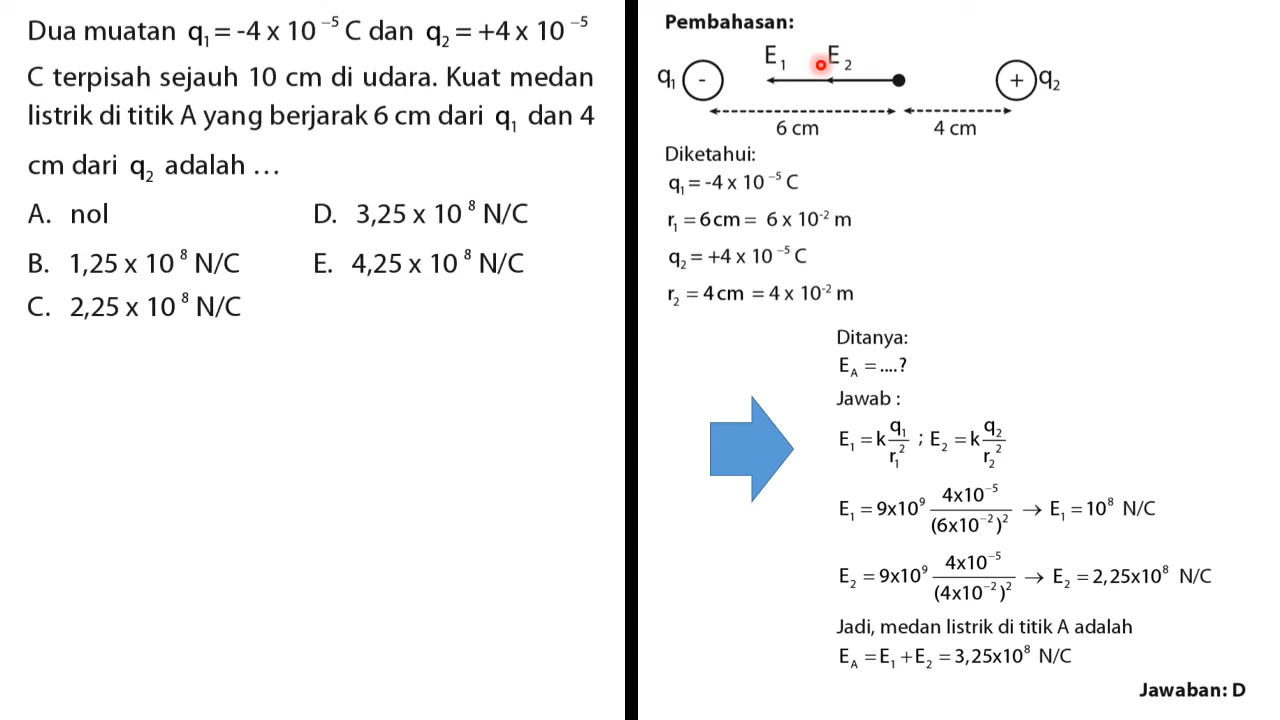 Dua muatan q₁ = -4 x 10⁻⁵ C dan q₂ = +4 x 10⁻⁵
C terpisah sejauh 10 cm di udara. Kuat medan
listrik di titik A yang berjarak 6 cm dari q₁ dan 4
cm dari q₂ adalah ...
A. nol
D. 3,25 x 10⁸ N/C
B. 1,25 x 10⁸ N/C
E. 4,25 x 10⁸ N/C
C. 2,25 x 10⁸ N/C
Pembahasan:
E₁ E₂
q₁ - + q₂
6 cm 4 cm
Diketahui:
q₁ = -4 x 10⁻⁵ C
r₁ = 6 cm = 6 x 10⁻² m
q₂ = +4 x 10⁻⁵ C
r₂ = 4 cm = 4 x 10⁻² m
Ditanya:
E_A = ....?
Jawab :
E₁ = k q₁/r₁² ; E₂ = k q₂/r₂²
E₁ = 9x10⁹ 4x10⁻⁵/(6x10⁻²)² → E₁ = 10⁸ N/C
E₂ = 9x10⁹ 4x10⁻⁵/(4x10⁻²)² → E₂ = 2,25x10⁸ N/C
Jadi, medan listrik di titik A adalah
E_A = E₁ + E₂ = 3,25x10⁸ N/C
Jawaban: D